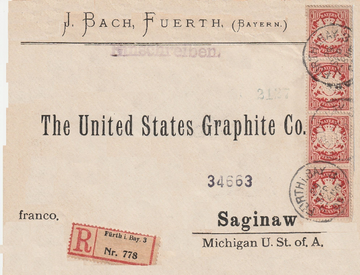 J. BACH, FUERTH. (BAYERN.)
Einschreiben.
2187
The United States Graphite Co.
34663
franco.
Saginaw
Michigan U. St. of, A,
R
Fürth i. Bay. 3
Nr. 778